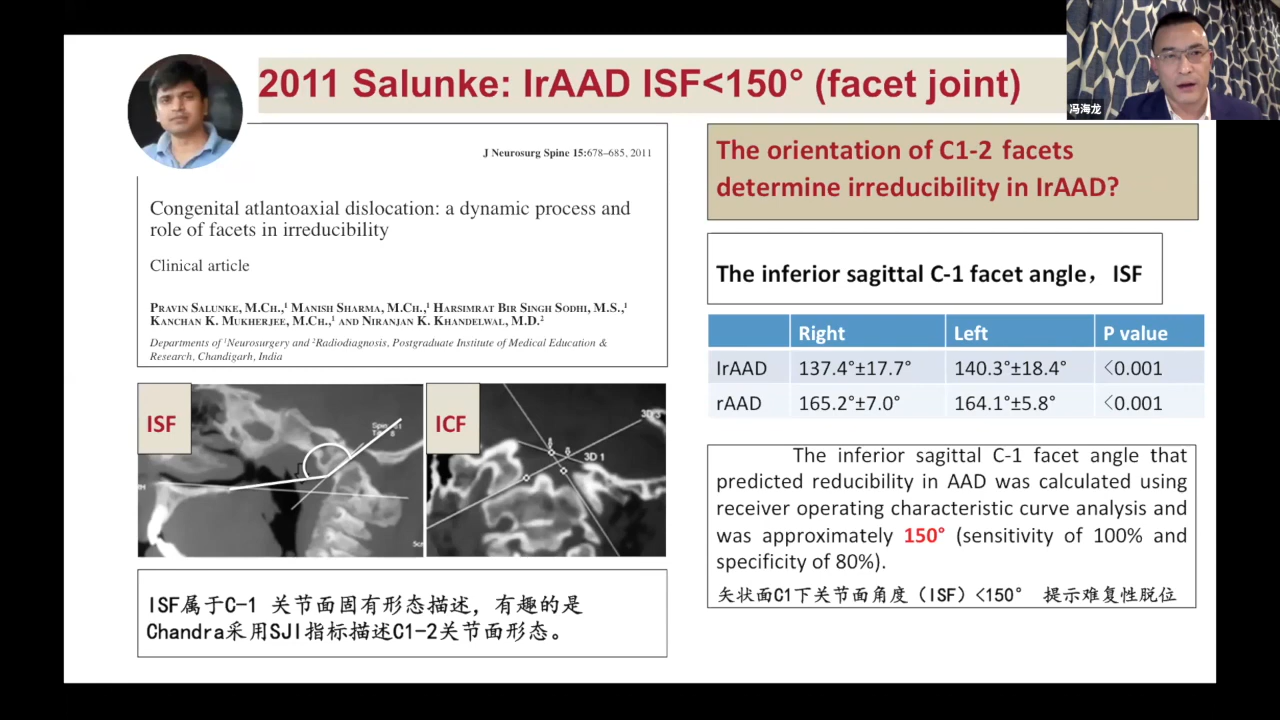 2011 Salunke: IrAAD ISF<150° (facet joint)
冯海龙
J Neurosurg Spine 15:678–685, 2011
Congenital atlantoaxial dislocation: a dynamic process and
role of facets in irreducibility
Clinical article
Pravin Salunke, M.Ch.,¹ Manish Sharma, M.Ch.,¹ Harsimrat Bir Singh Sodhi, M.S.,¹
Kanchan K. Mukherjee, M.Ch.,¹ and Niranjan K. Khandelwal, M.D.²
Departments of ¹Neurosurgery and ²Radiodiagnosis, Postgraduate Institute of Medical Education &
Research, Chandigarh, India
ISF
ICF
3D 1
ISF属于C-1 关节面固有形态描述，有趣的是
Chandra采用SJI指标描述C1-2关节面形态。
The orientation of C1-2 facets
determine irreducibility in IrAAD?
The inferior sagittal C-1 facet angle，ISF
Right Left P value
IrAAD 137.4°±17.7° 140.3°±18.4° <0.001
rAAD 165.2°±7.0° 164.1°±5.8° <0.001
The inferior sagittal C-1 facet angle that
predicted reducibility in AAD was calculated using
receiver operating characteristic curve analysis and
was approximately 150° (sensitivity of 100% and
specificity of 80%).
矢状面C1下关节面角度（ISF）<150° 提示难复性脱位